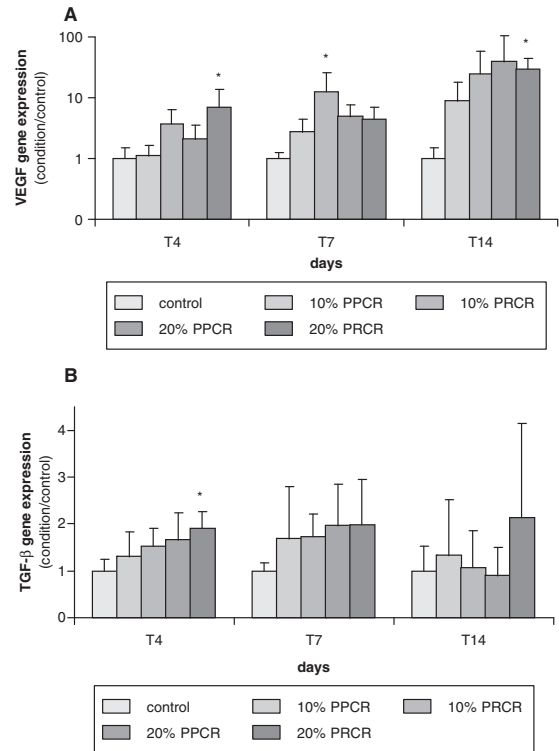 A
VEGF gene expression
(condition/control)
100
10
1
0
*
*
*
T4
T7
T14
days
control
10% PPCR
10% PRCR
20% PPCR
20% PRCR
B
TGF-β gene expression
(condition/control)
4
3
2
1
0
*
T4
T7
T14
days
control
10% PPCR
10% PRCR
20% PPCR
20% PRCR